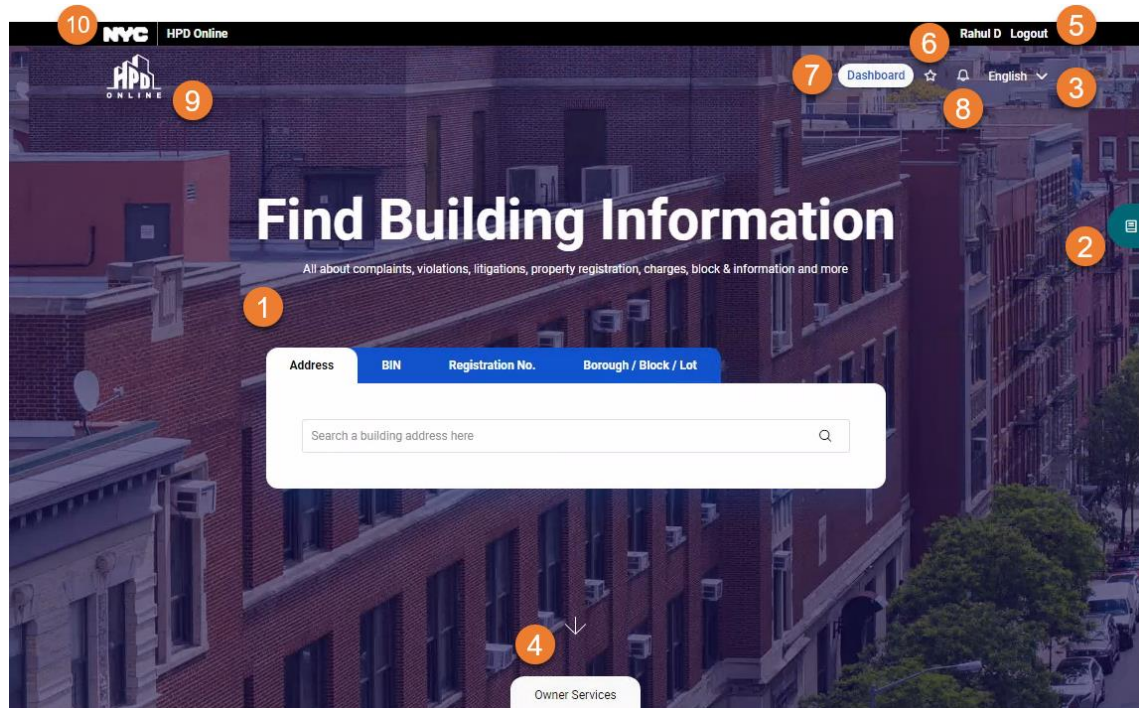 10 NYC HPD Online Rahul D Logout 5
6
HPD
ONLINE
9
7 Dashboard English 3
8
Find Building Information
2
All about complaints, violations, litigations, property registration, charges, block & information and more
1
Address BIN Registration No. Borough / Block / Lot
Search a building address here
4
Owner Services